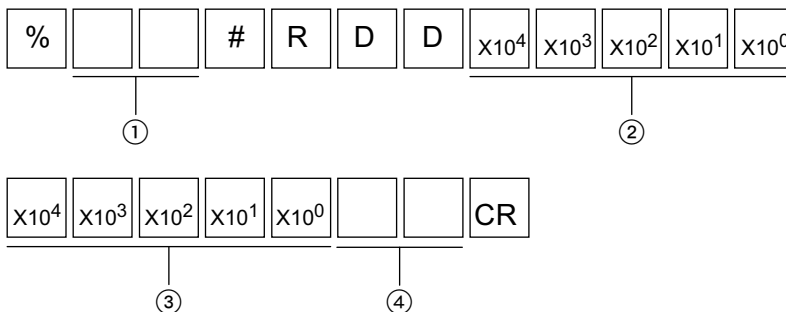 % # R D D X10⁴ X10³ X10² X10¹ X10⁰
① ②
X10⁴ X10³ X10² X10¹ X10⁰ CR
③ ④